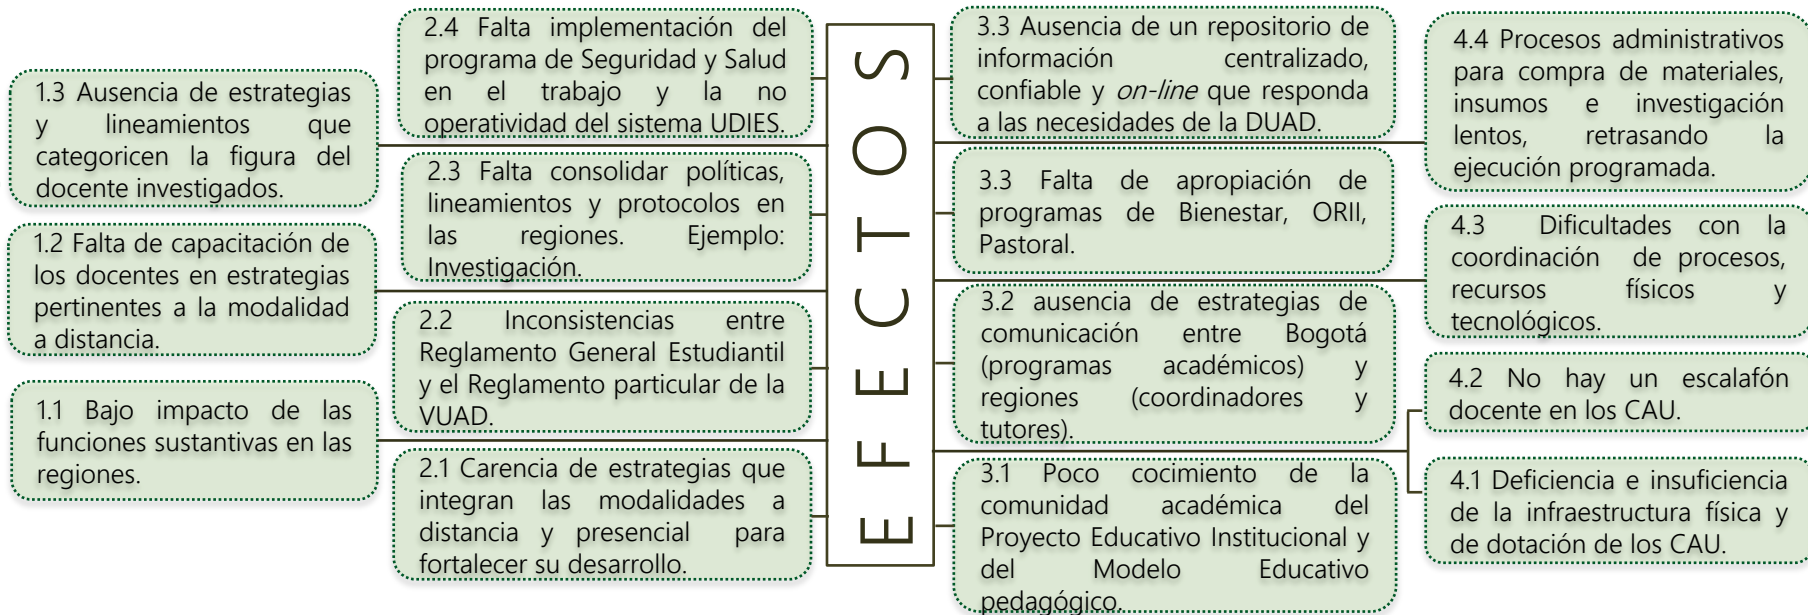 1.3 Ausencia de estrategias
y lineamientos que
categoricen la figura del
docente investigados.
1.2 Falta de capacitación de
los docentes en estrategias
pertinentes a la modalidad
a distancia.
1.1 Bajo impacto de las
funciones sustantivas en las
regiones.
2.4 Falta implementación del
programa de Seguridad y Salud
en el trabajo y la no
operatividad del sistema UDIES.
2.3 Falta consolidar políticas,
lineamientos y protocolos en
las regiones. Ejemplo:
Investigación.
2.2 Inconsistencias entre
Reglamento General Estudiantil
y el Reglamento particular de la
VUAD.
2.1 Carencia de estrategias que
integran las modalidades a
distancia y presencial para
fortalecer su desarrollo.
EFECTOS
3.3 Ausencia de un repositorio de
información centralizado,
confiable y on-line que responda
a las necesidades de la DUAD.
3.3 Falta de apropiación de
programas de Bienestar, ORII,
Pastoral.
3.2 ausencia de estrategias de
comunicación entre Bogotá
(programas académicos) y
regiones (coordinadores y
tutores).
3.1 Poco cocimiento de la
comunidad académica del
Proyecto Educativo Institucional y
del Modelo Educativo
pedagógico.
4.4 Procesos administrativos
para compra de materiales,
insumos e investigación
lentos, retrasando la
ejecución programada.
4.3 Dificultades con la
coordinación de procesos,
recursos físicos y
tecnológicos.
4.2 No hay un escalafón
docente en los CAU.
4.1 Deficiencia e insuficiencia
de la infraestructura física y
de dotación de los CAU.